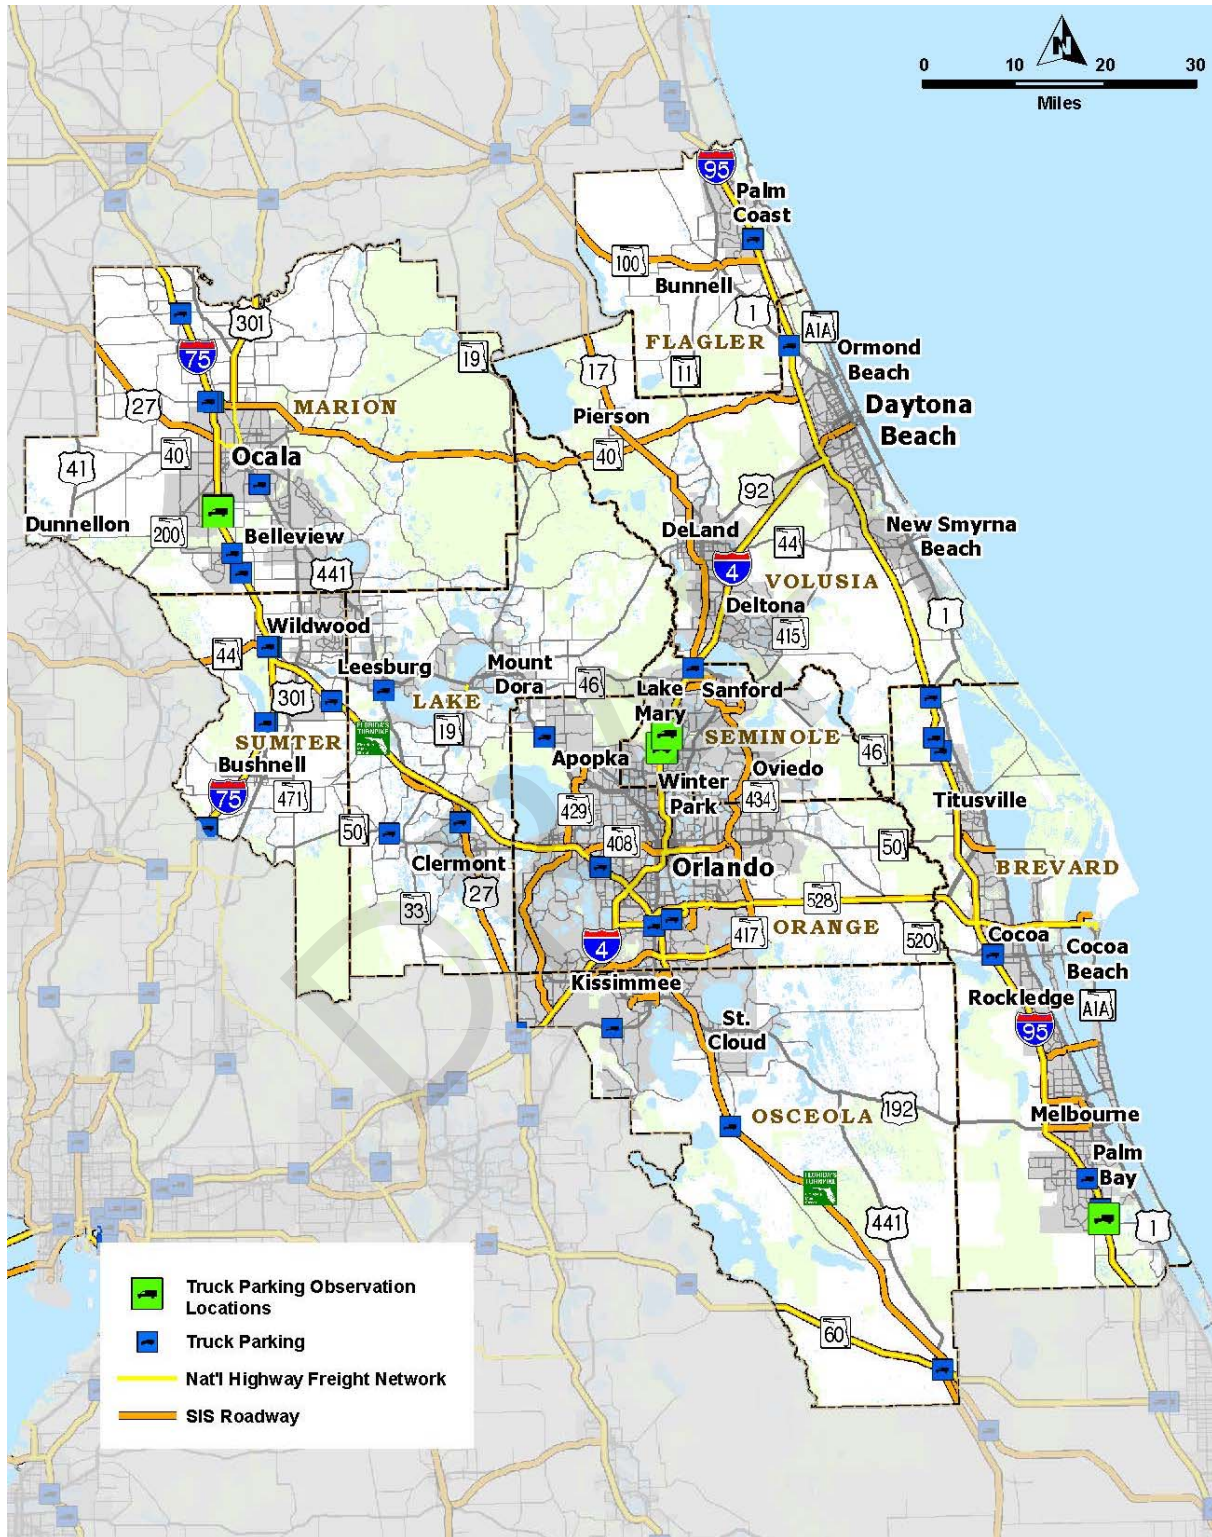 N
0 10 20 30
Miles
95
Palm
Coast
100
Bunnell
1
A1A
FLAGLER
11
Ormond
Beach
301
75
19
17
27
MARION
Pierson
Daytona
Beach
40
Ocala
40
41
92
Dunnellon
200
Belleview
DeLand
44
New Smyrna
Beach
441
4
VOLUSIA
Deltona
1
415
Wildwood
44
Leesburg
Mount
Dora
46
Lake
Mary
Sanford
301
LAKE
19
FLORIDA'S
TURNPIKE
SUMTER
Bushnell
SEMINOLE
46
Apopka
Oviedo
75
471
Winter
Park
434
Titusville
429
50
408
50
Clermont
Orlando
BREVARD
27
33
528
4
417
ORANGE
520
Cocoa
Cocoa
Beach
Kissimmee
Rockledge
A1A
St.
Cloud
95
OSCEOLA
192
Melbourne
Palm
Bay
FLORIDA'S
TURNPIKE
441
1
60
Truck Parking Observation
Locations
Truck Parking
Nat'l Highway Freight Network
SIS Roadway